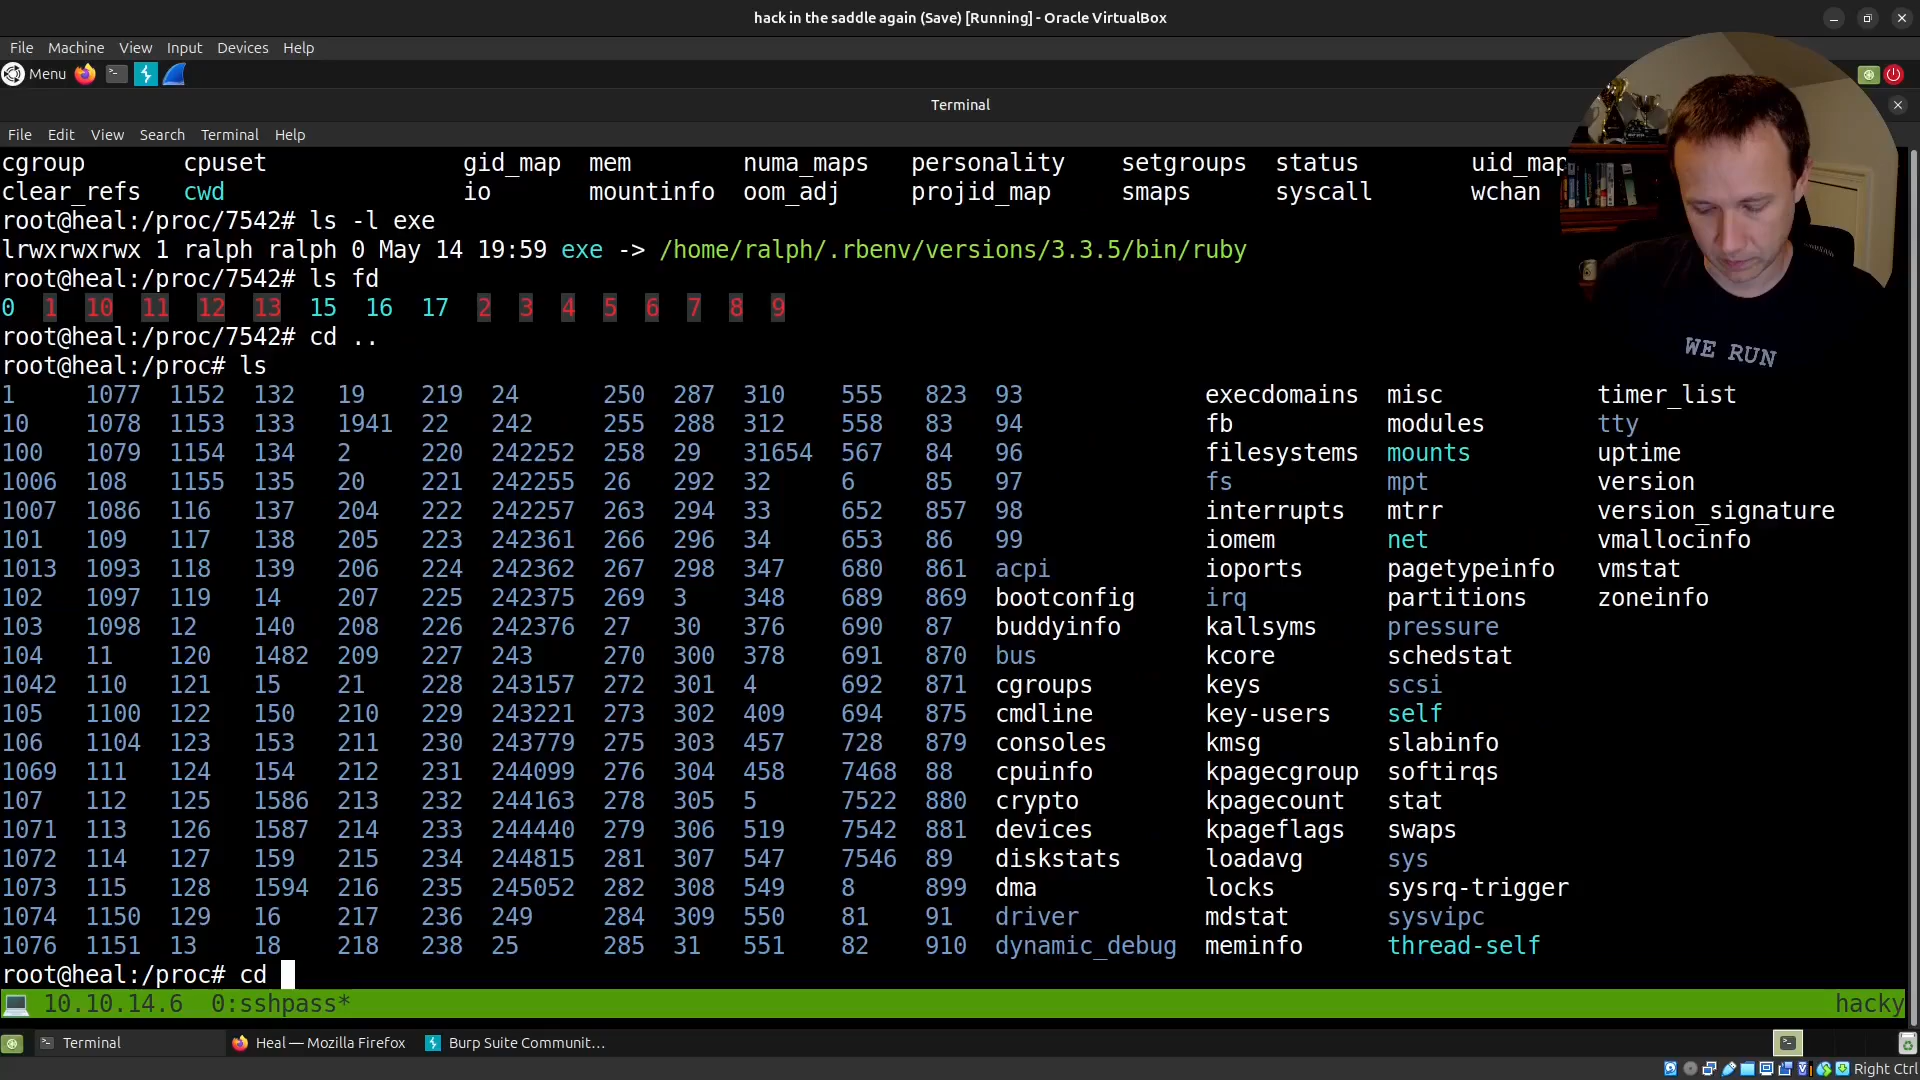 hack in the saddle again (Save) [Running] - Oracle VirtualBox
File Machine View Input Devices Help
Menu
Terminal
File Edit View Search Terminal Help
cgroup cpuset gid_map mem numa_maps personality setgroups status uid_map
clear_refs cwd io mountinfo oom_adj projid_map smaps syscall wchan
root@heal:/proc/7542# ls -l exe
lrwxrwxrwx 1 ralph ralph 0 May 14 19:59 exe -> /home/ralph/.rbenv/versions/3.3.5/bin/ruby
root@heal:/proc/7542# ls fd
0 1 10 11 12 13 15 16 17 2 3 4 5 6 7 8 9
root@heal:/proc/7542# cd ..
root@heal:/proc# ls
1 1077 1152 132 19 219 24 250 287 310 555 823 93 execdomains misc timer_list
10 1078 1153 133 1941 22 242 255 288 312 558 83 94 fb modules tty
100 1079 1154 134 2 220 242252 258 29 31654 567 84 96 filesystems mounts uptime
1006 108 1155 135 20 221 242255 26 292 32 6 85 97 fs mpt version
1007 1086 116 137 204 222 242257 263 294 33 652 857 98 interrupts mtrr version_signature
101 109 117 138 205 223 242361 266 296 34 653 86 99 iomem net vmallocinfo
1013 1093 118 139 206 224 242362 267 298 347 680 861 acpi ioports pagetypeinfo vmstat
102 1097 119 14 207 225 242375 269 3 348 689 869 bootconfig irq partitions zoneinfo
103 1098 12 140 208 226 242376 27 30 376 690 87 buddyinfo kallsyms pressure
104 11 120 1482 209 227 243 270 300 378 691 870 bus kcore schedstat
1042 110 121 15 21 228 243157 272 301 4 692 871 cgroups keys scsi
105 1100 122 150 210 229 243221 273 302 409 694 875 cmdline key-users self
106 1104 123 153 211 230 243779 275 303 457 728 879 consoles kmsg slabinfo
1069 111 124 154 212 231 244099 276 304 458 7468 88 cpuinfo kpagecgroup softirqs
107 112 125 1586 213 232 244163 278 305 5 7522 880 crypto kpagecount stat
1071 113 126 1587 214 233 244440 279 306 519 7542 881 devices kpageflags swaps
1072 114 127 159 215 234 244815 281 307 547 7546 89 diskstats loadavg sys
1073 115 128 1594 216 235 245052 282 308 549 8 899 dma locks sysrq-trigger
1074 1150 129 16 217 236 249 284 309 550 81 91 driver mdstat sysvipc
1076 1151 13 18 218 238 25 285 31 551 82 910 dynamic_debug meminfo thread-self
root@heal:/proc# cd
10.10.14.6 0:sshpass* hacky
Terminal Heal — Mozilla Firefox Burp Suite Communit...
Right Ctrl
WE RUN